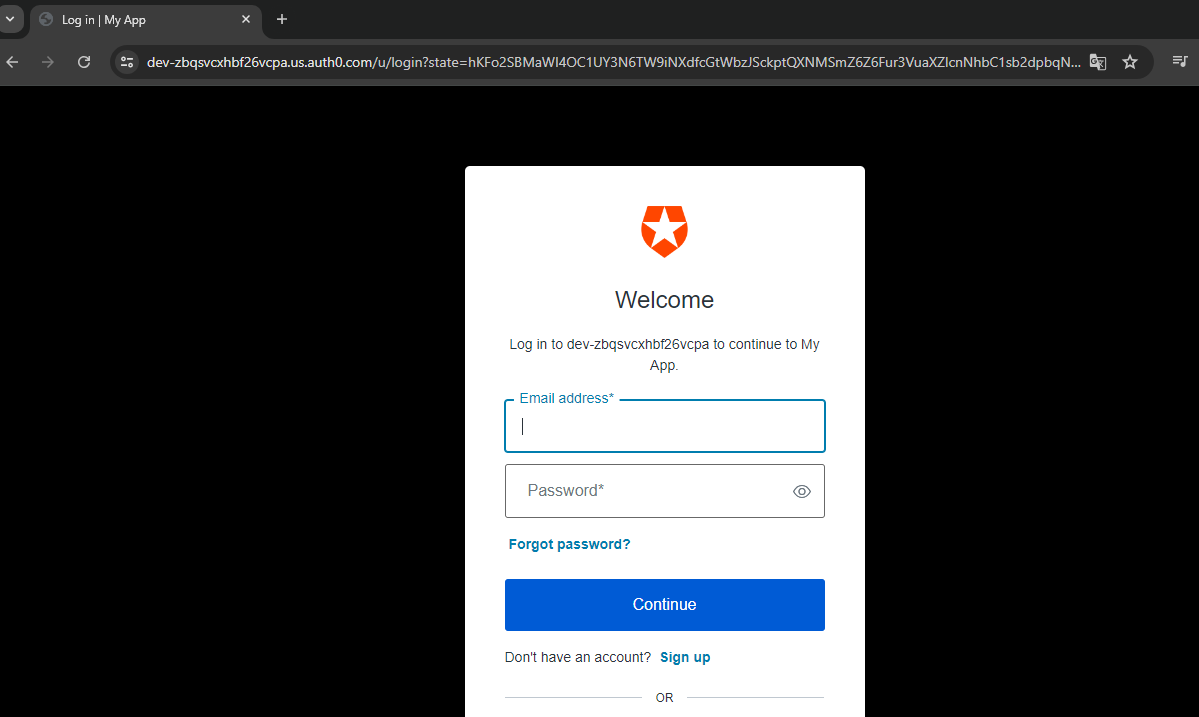 Log in | My App
dev-zbqsvcxhbf26vcpa.us.auth0.com/u/login?state=hKFo2SBMaWI4OC1UY3N6TW9iNXdfcGtWbzJSckptQXNMSmZ6Z6Fur3VuaXZlcnNhbC1sb2dpbqN...
Welcome
Log in to dev-zbqsvcxhbf26vcpa to continue to My
App.
Email address*
Password*
Forgot password?
Continue
Don't have an account? Sign up
OR